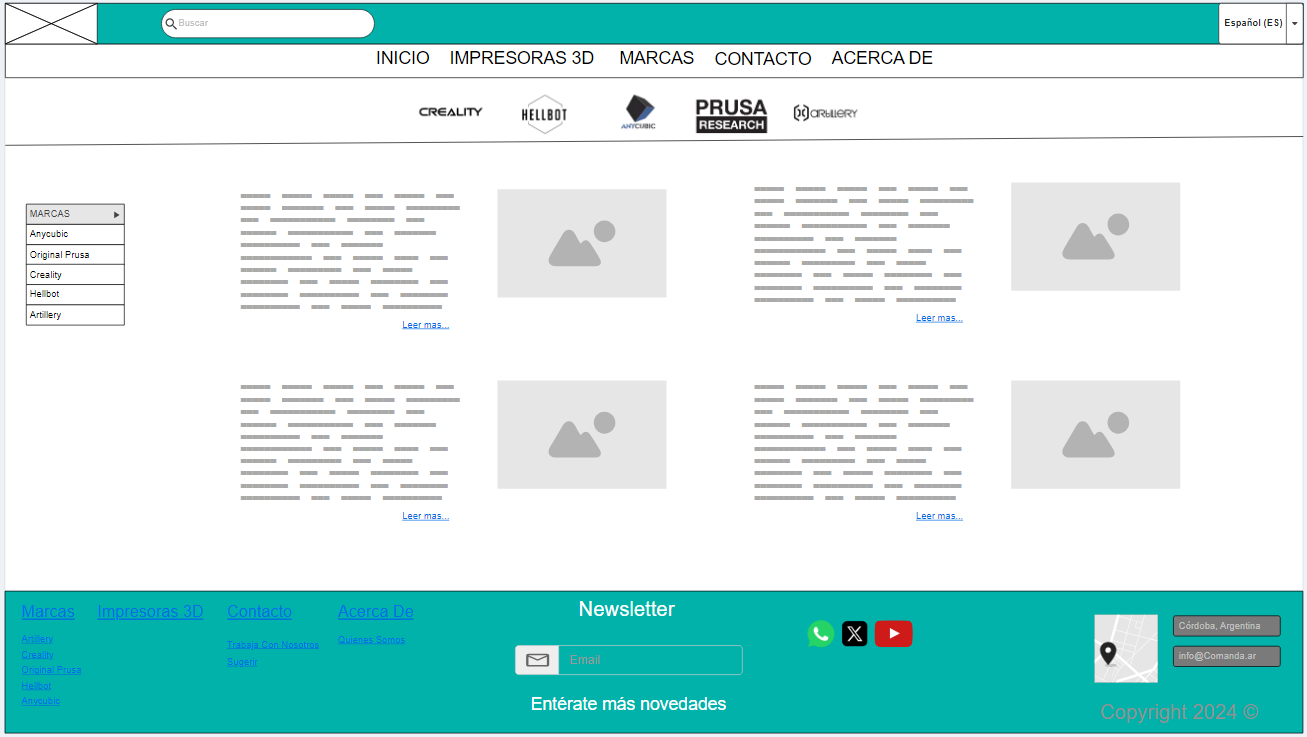 Buscar
Español (ES)
INICIO IMPRESORAS 3D MARCAS CONTACTO ACERCA DE
CREALITY HELLBOT ANYCUBIC PRUSA RESEARCH ARTILLERY
MARCAS
Anycubic
Original Prusa
Creality
Hellbot
Artillery
Leer mas...
Leer mas...
Leer mas...
Leer mas...
Marcas Impresoras 3D Contacto Acerca De
Artillery
Creality
Original Prusa
Hellbot
Anycubic
Trabaja Con Nosotros
Sugerir
Quienes Somos
Newsletter
Email
Entérate más novedades
Córdoba, Argentina
info@Comanda.ar
Copyright 2024 ©